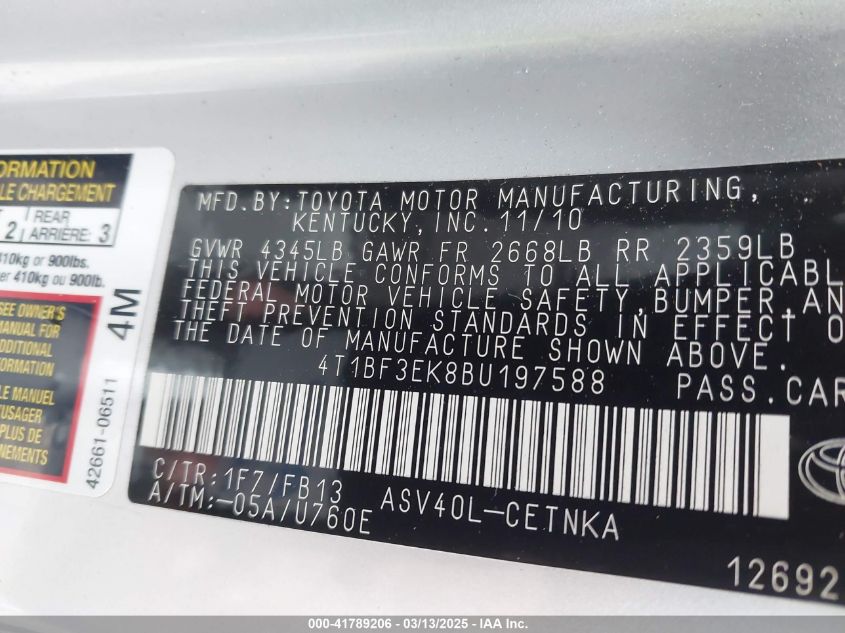 ORMATION
LE CHARGEMENT
2 REAR ARRIÈRE: 3
410kg or 900lbs.
er 410kg ou 900lb.
SEE OWNER'S
MANUAL FOR
ADDITIONAL
FORMATION
LE MANUEL
'USAGER
PLUS DE
GNEMENTS
4M
42661-06511
MFD. BY: TOYOTA MOTOR MANUFACTURING,
KENTUCKY, INC. 11/10
GVWR 4345LB GAWR FR 2668LB RR 2359LB
THIS VEHICLE CONFORMS TO ALL APPLICABL
FEDERAL MOTOR VEHICLE SAFETY, BUMPER, AN
THEFT PREVENTION STANDARDS IN EFFECT O
THE DATE OF MANUFACTURE SHOWN ABOVE.
4T1BF3EK8BU197588 PASS.CAR
C/TR: 1F7/FB13 ASV40L-CETNKA
A/TM: -05A/U760E
12692
000-41789206 - 03/13/2025 - IAA Inc.